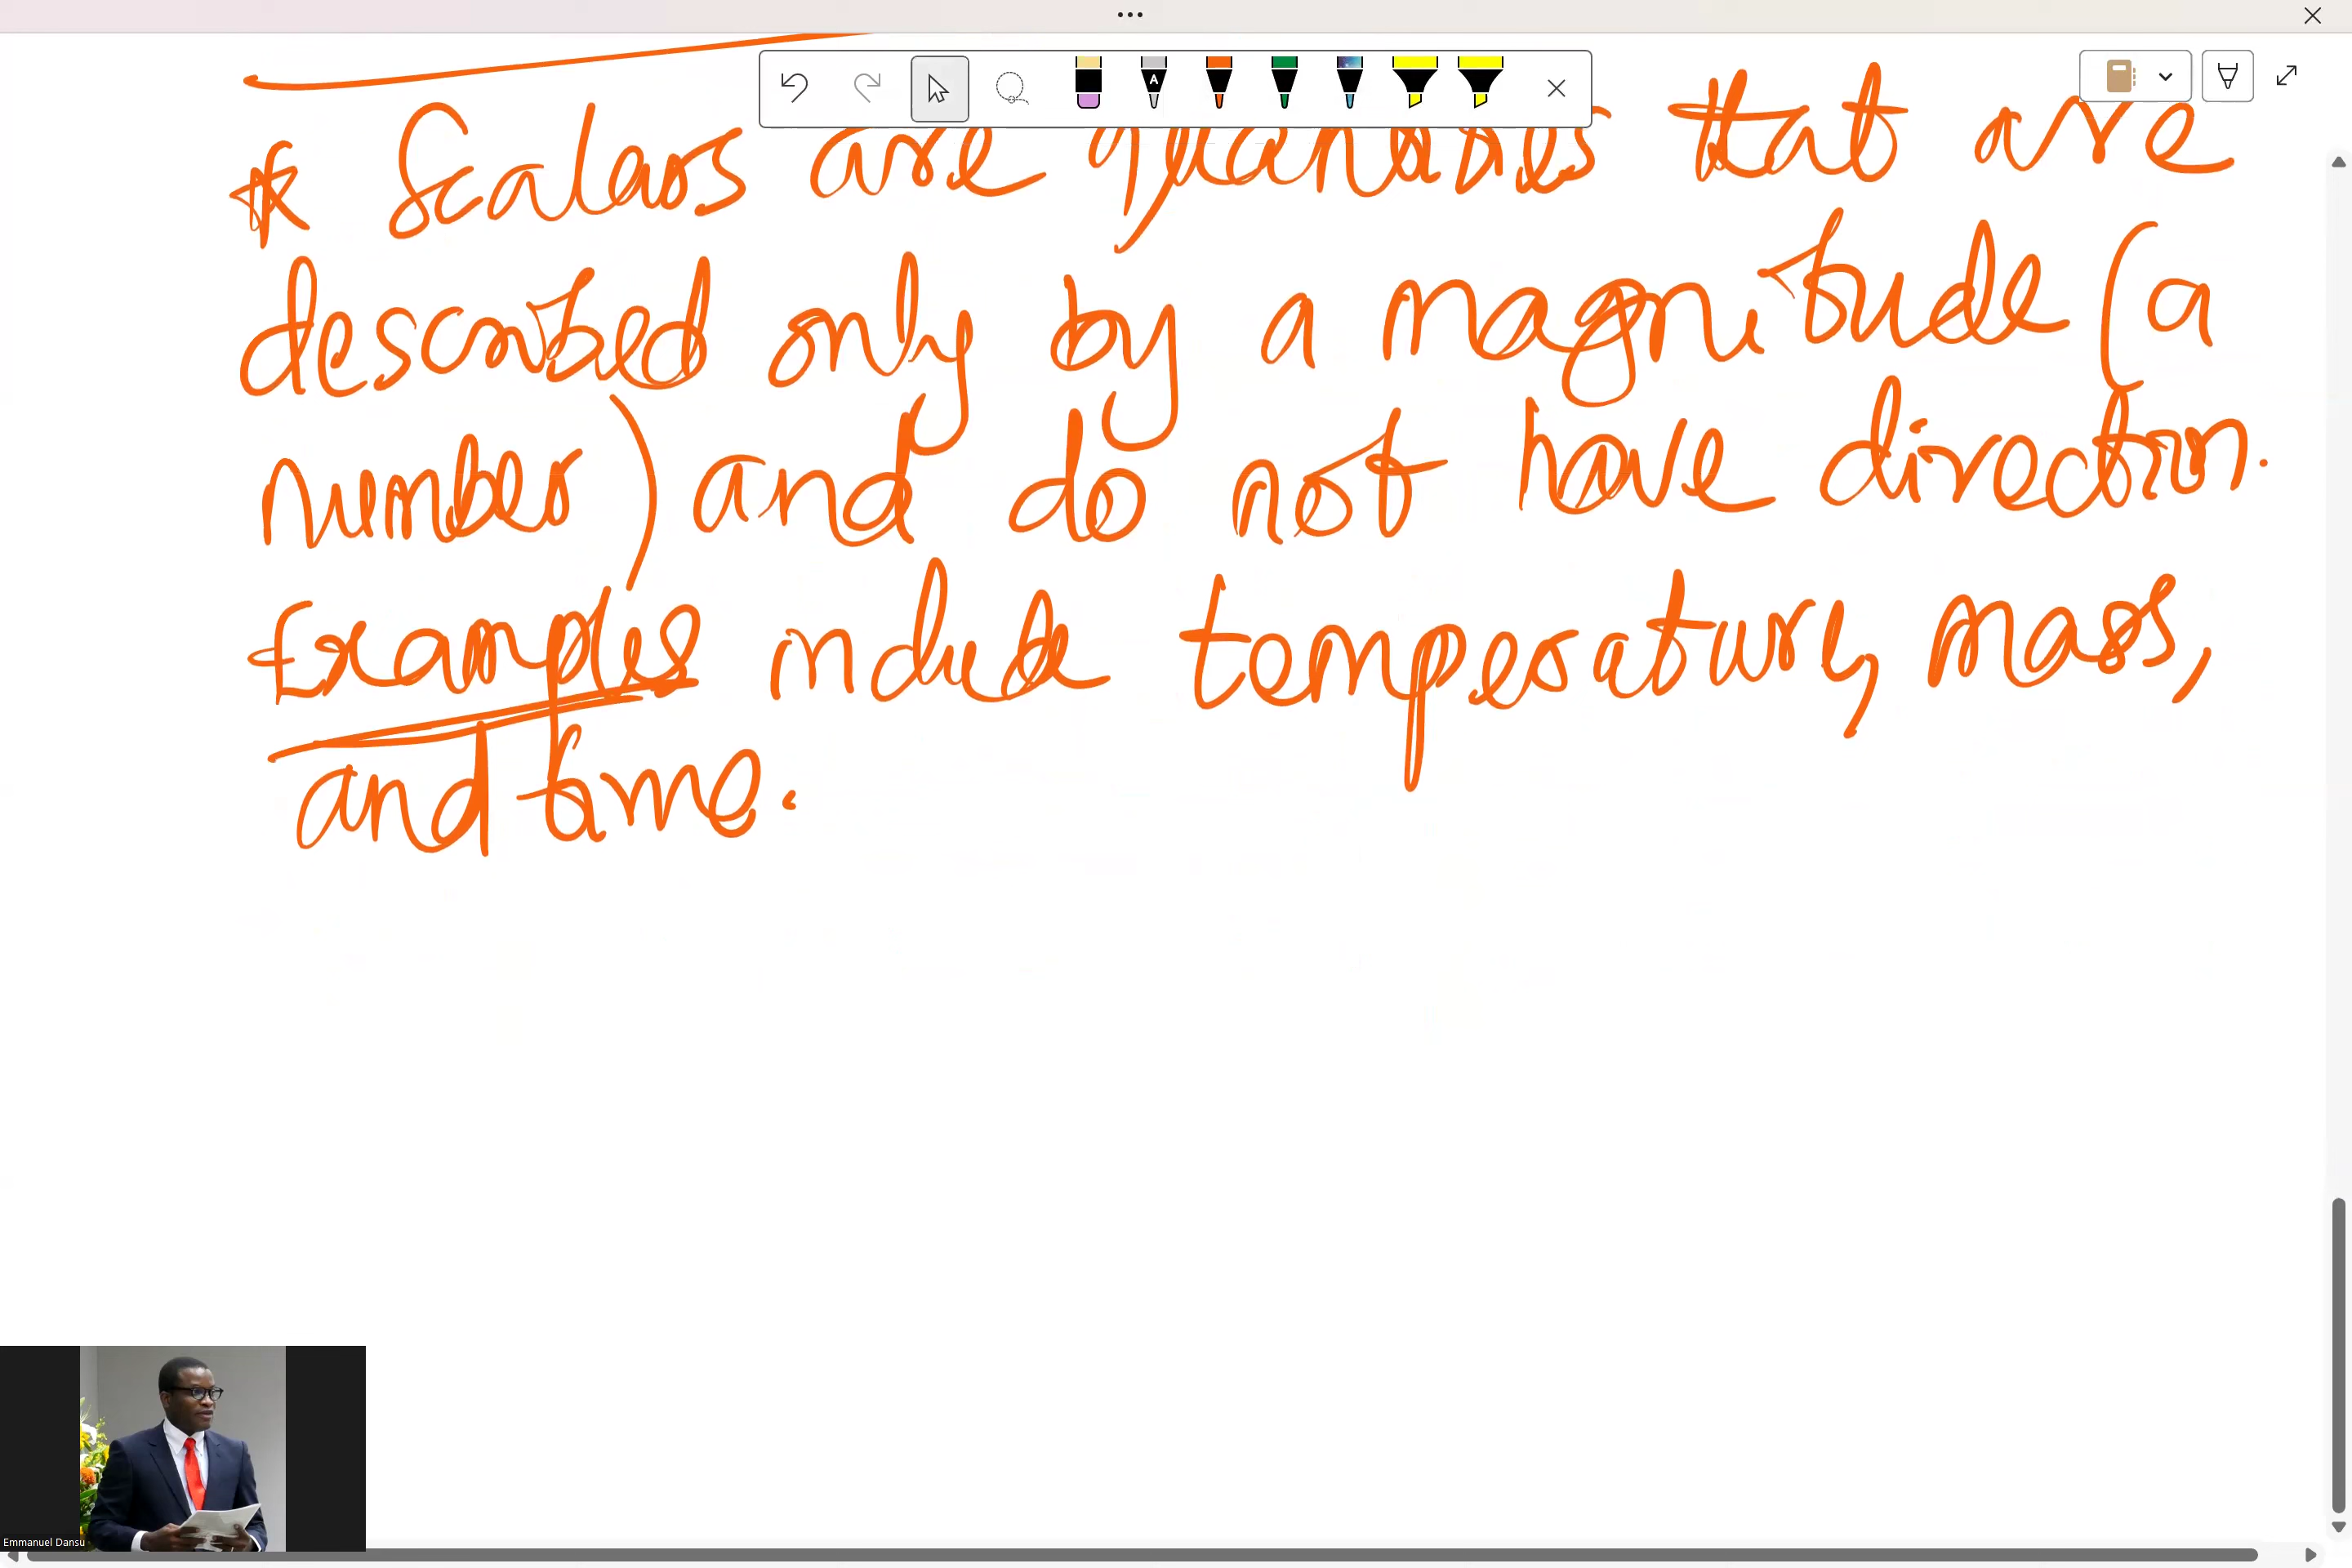 * Scalars are quantities that are
described only by a magnitude (a
number) and do not have direction.
Examples include temperature, mass,
and time.
A
Emmanuel Dansu